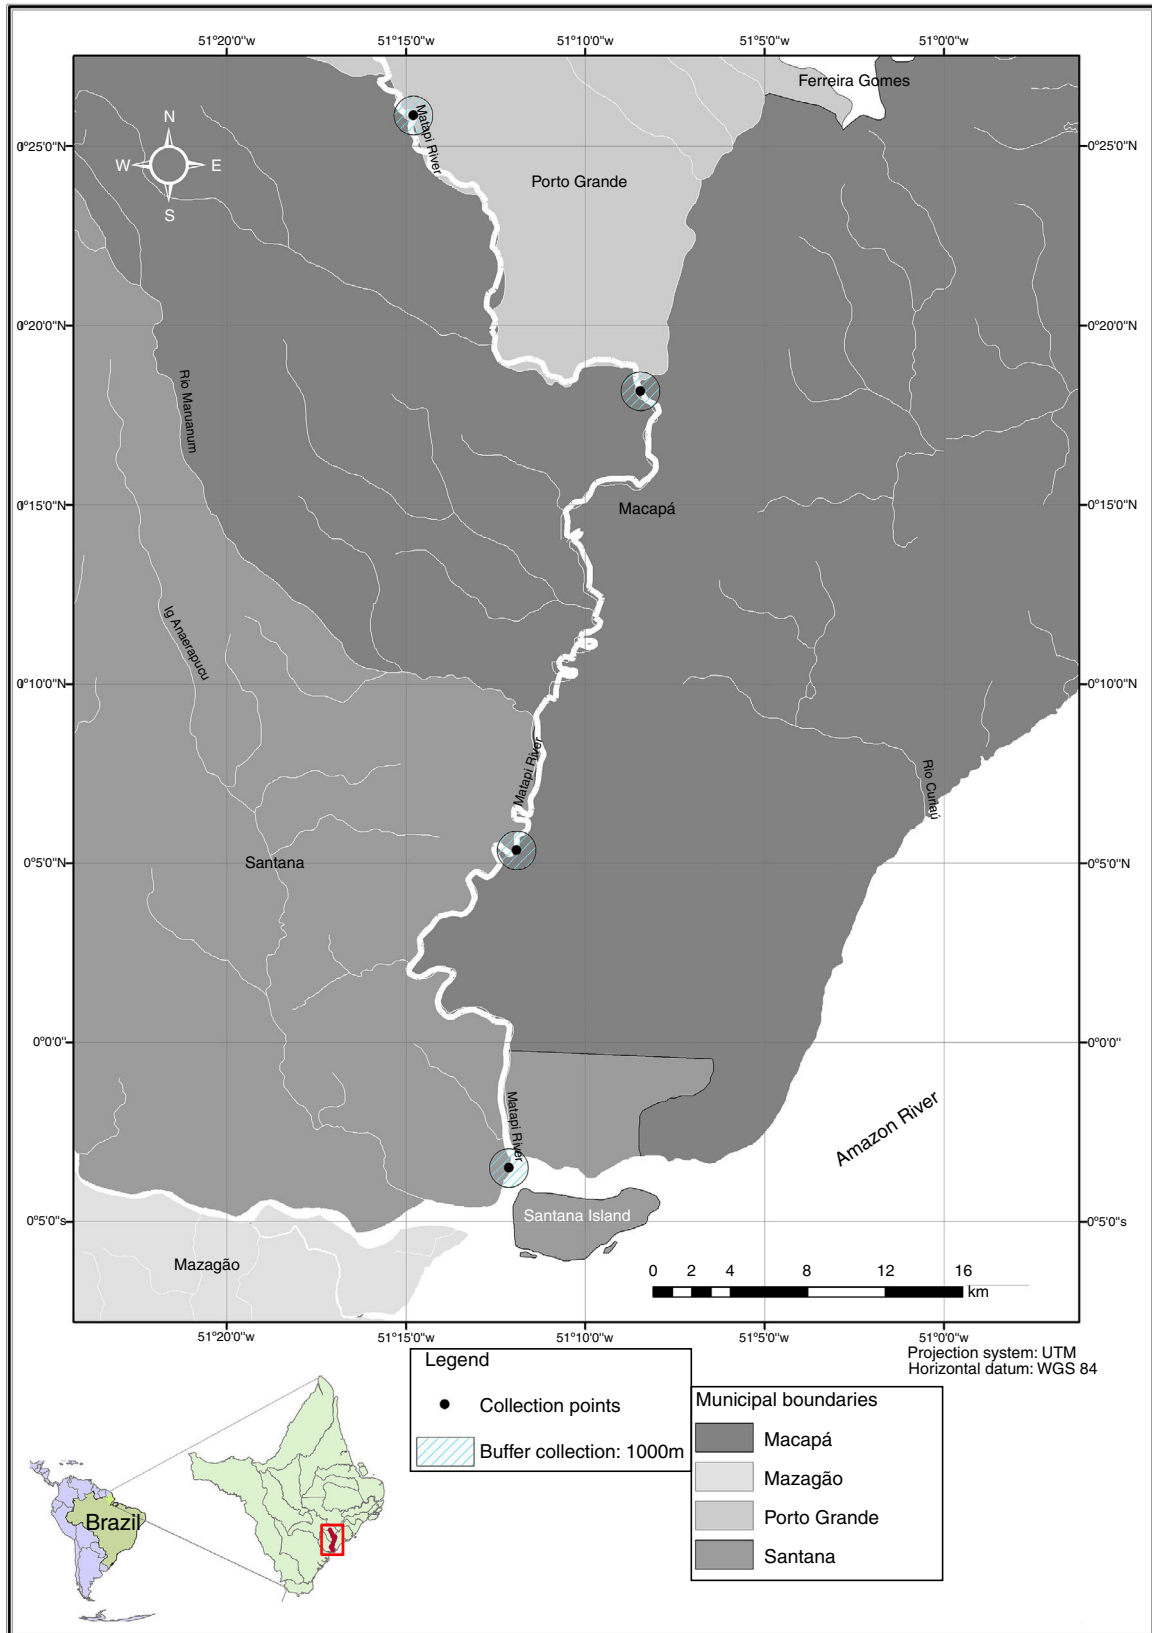 51°20'0"w 51°15'0"w 51°10'0"w 51°5'0"w 51°0'0"w
Ferreira Gomes
N
W E
S
Matapi River
0°25'0"N 0°25'0"N
Porto Grande
0°20'0"N 0°20'0"N
Rio Maruanum
0°15'0"N 0°15'0"N
Macapá
Ig Anaerapucu
0°10'0"N 0°10'0"N
Matapi River
Rio Curiaú
0°5'0"N 0°5'0"N
Santana
0°0'0" 0°0'0"
Matapi River
Amazon River
0°5'0"s 0°5'0"s
Santana Island
Mazagão
0 2 4 8 12 16
km
51°20'0"w 51°15'0"w 51°10'0"w 51°5'0"w 51°0'0"w
Projection system: UTM
Horizontal datum: WGS 84
Legend
Collection points
Buffer collection: 1000m
Municipal boundaries
Macapá
Mazagão
Porto Grande
Santana
Brazil